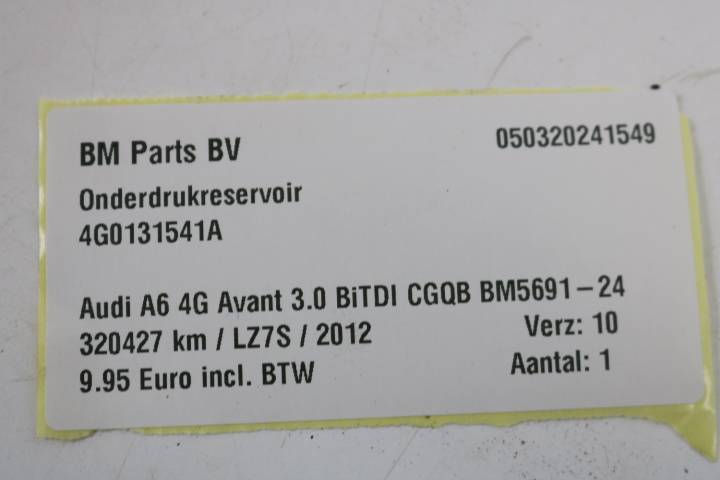 BM Parts BV 050320241549
Onderdrukreservoir
4G0131541A
Audi A6 4G Avant 3.0 BiTDI CGQB BM5691-24
320427 km / LZ7S / 2012 Verz: 10
9.95 Euro incl. BTW Aantal: 1